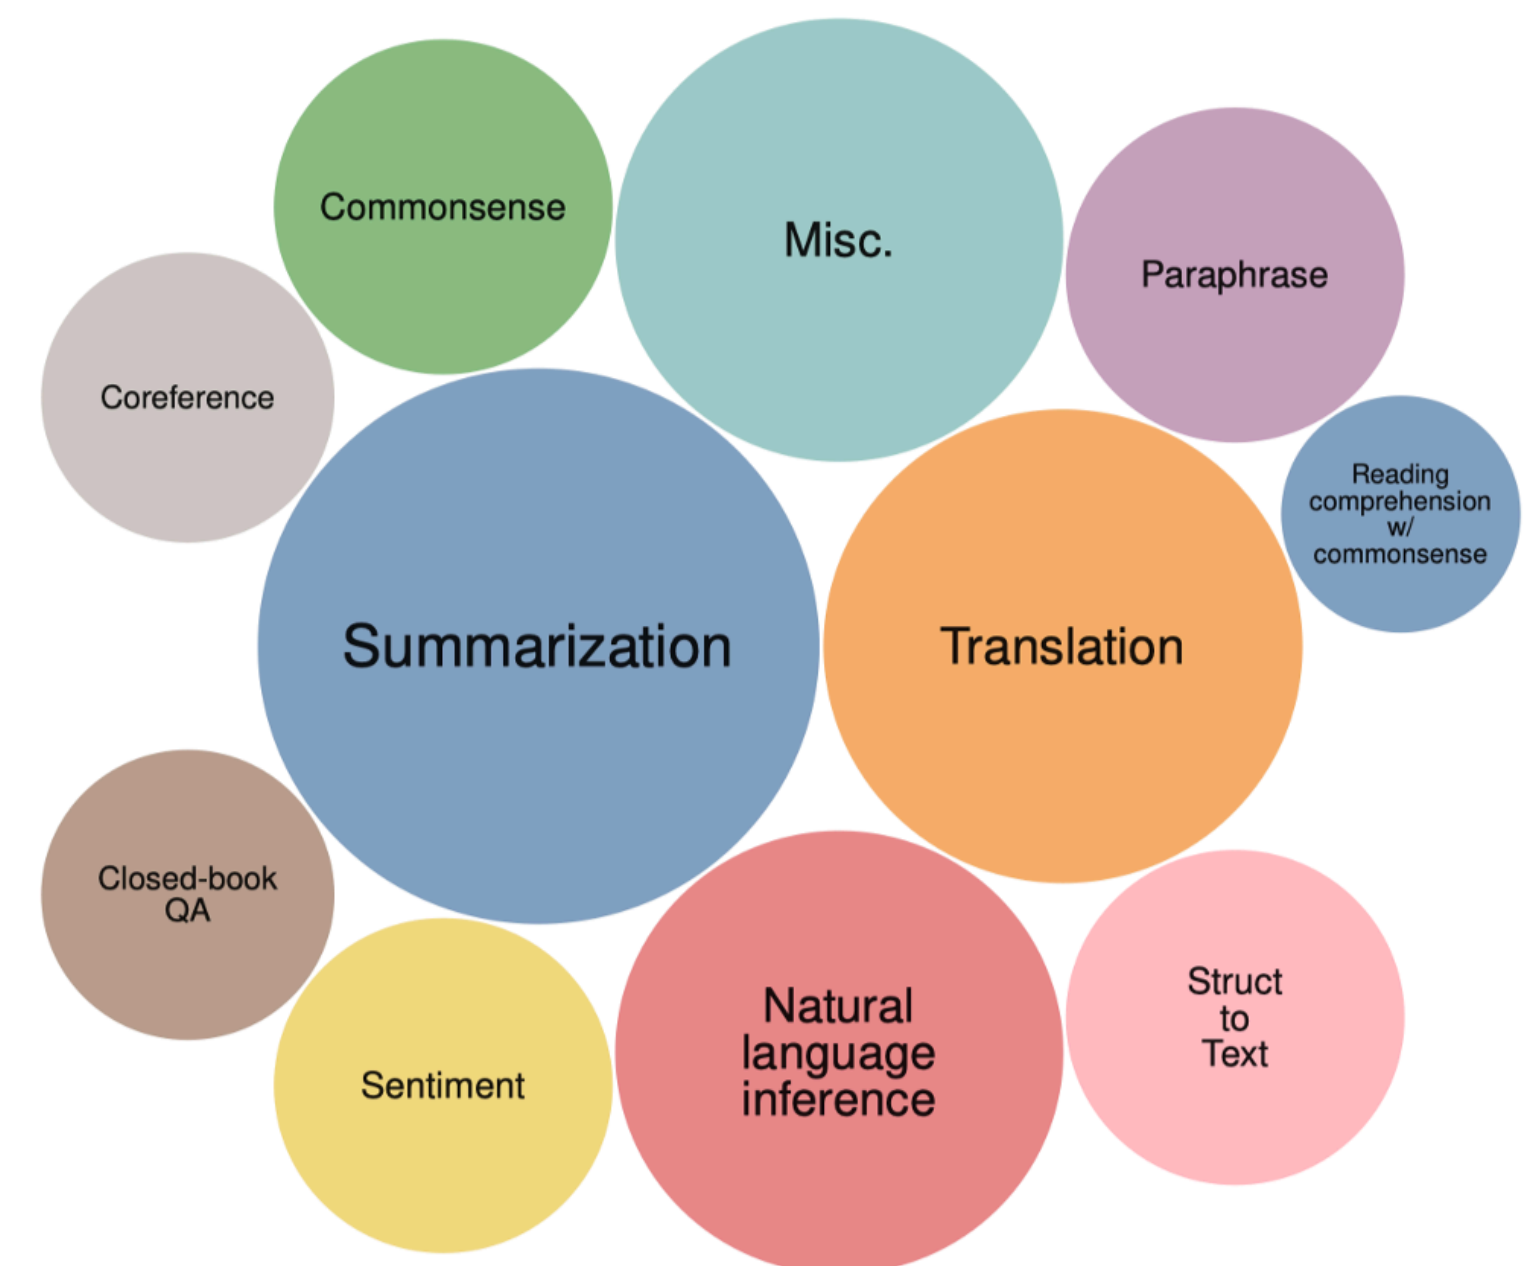 Commonsense
Misc.
Paraphrase
Coreference
Reading
comprehension
w/
commonsense
Summarization
Translation
Closed-book
QA
Sentiment
Natural
language
inference
Struct
to
Text